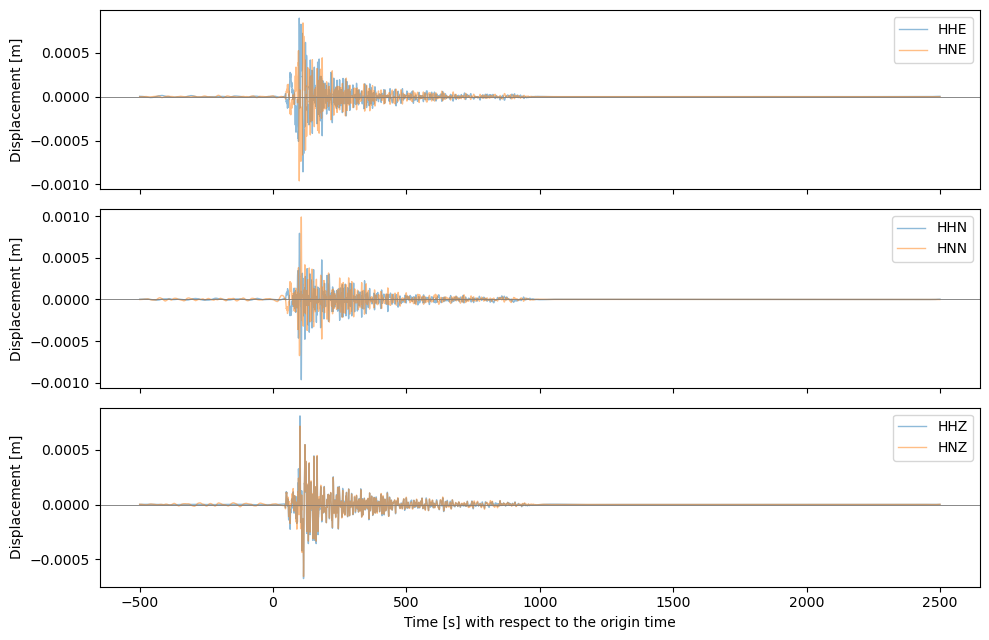 Displacement [m]
0.0005
0.0000
−0.0005
−0.0010
HHE
HNE
Displacement [m]
0.0010
0.0005
0.0000
−0.0005
−0.0010
HHN
HNN
Displacement [m]
0.0005
0.0000
−0.0005
HHZ
HNZ
−500 0 500 1000 1500 2000 2500
Time [s] with respect to the origin time